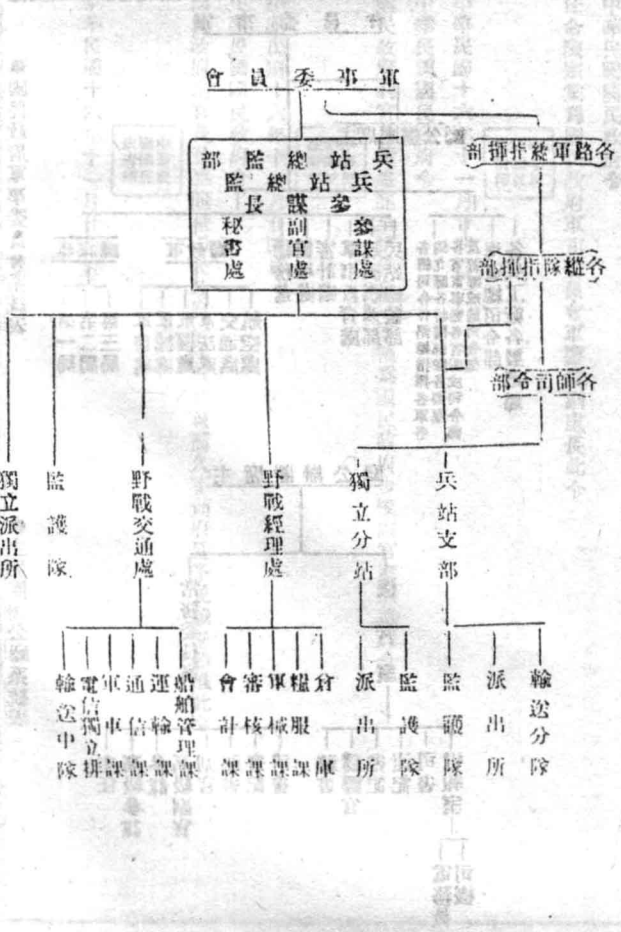 軍事委員會
各路軍總指揮部
兵站總監部
兵站總監
參謀長
參謀處
副官處
秘書處
各縱隊指揮部
各師司令部
兵站支部
獨立分站
野戰經理處
野戰交通處
監護隊
獨立派出所
輸送分隊
派出所
監護隊
監護隊
派出所
倉庫
糧服課
軍械課
審核課
會計課
船舶管理課
運輸課
通信課
軍車課
電信獨立排
輸送中隊